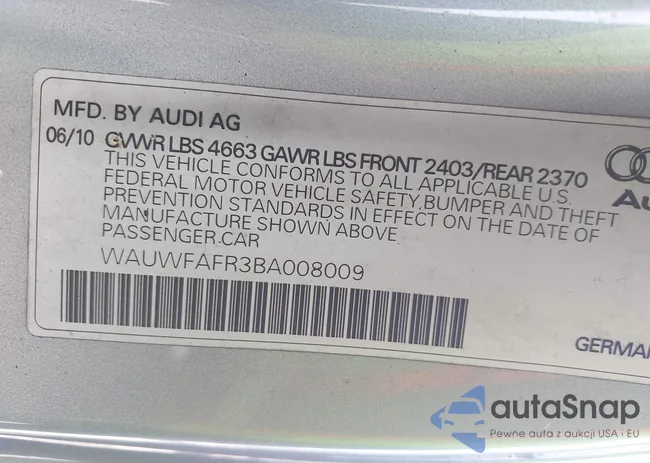 MFD. BY AUDI AG
06/10 GVWR LBS 4663 GAWR LBS FRONT 2403/REAR 2370
THIS VEHICLE CONFORMS TO ALL APPLICABLE U.S.
FEDERAL MOTOR VEHICLE SAFETY,BUMPER AND THEFT
PREVENTION STANDARDS IN EFFECT ON THE DATE OF
MANUFACTURE SHOWN ABOVE.
PASSENGER CAR
WAUWFAFR3BA008009
GERMAN
autaSnap
Pewne auta z aukcji USA i EU